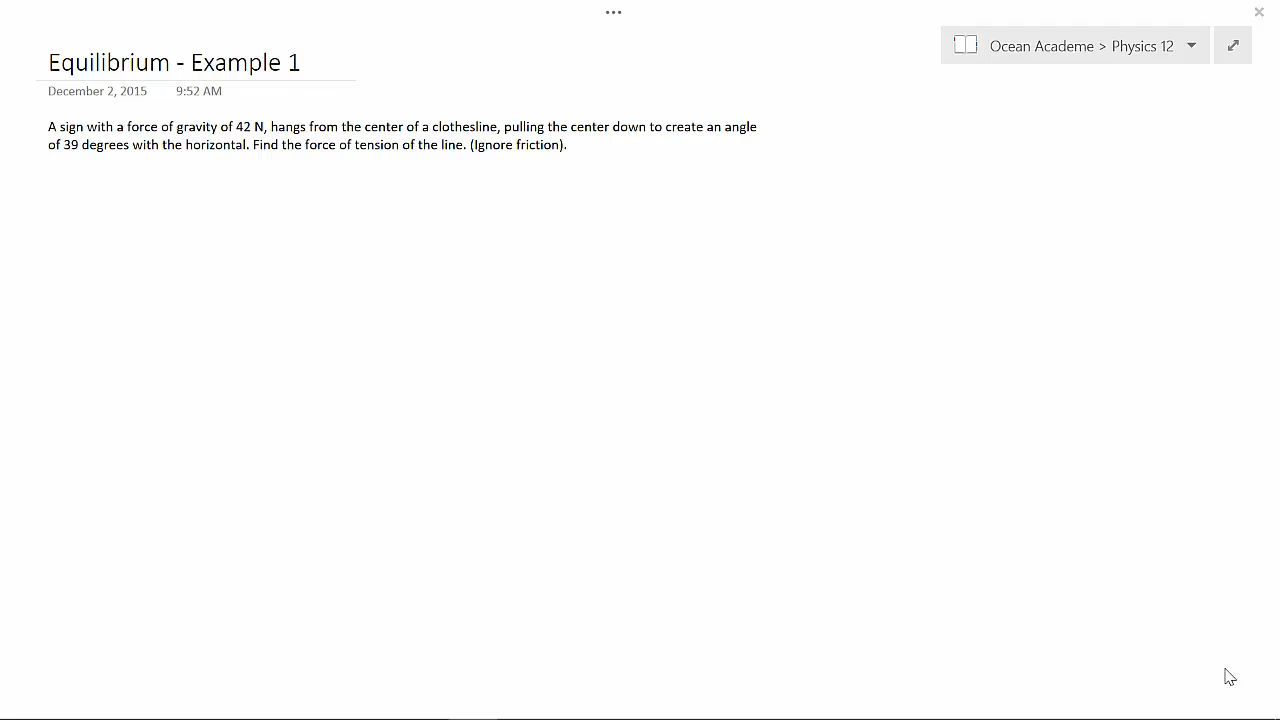 Ocean Academe > Physics 12
Equilibrium - Example 1
December 2, 2015 9:52 AM
A sign with a force of gravity of 42 N, hangs from the center of a clothesline, pulling the center down to create an angle
of 39 degrees with the horizontal. Find the force of tension of the line. (Ignore friction).